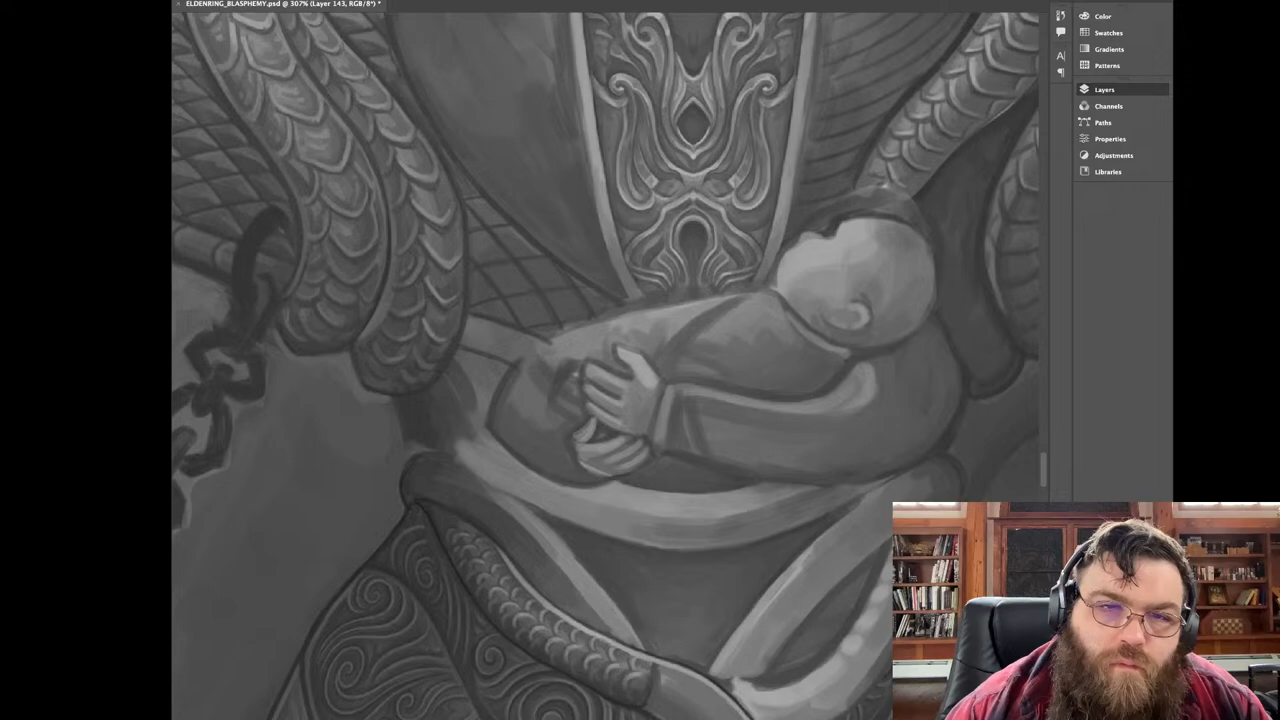 × ELDENRING_BLASPHEMY.psd @ 307% (Layer 143, RGB/8*) *
Color
Swatches
Gradients
Patterns
Layers
Channels
Paths
Properties
Adjustments
Libraries